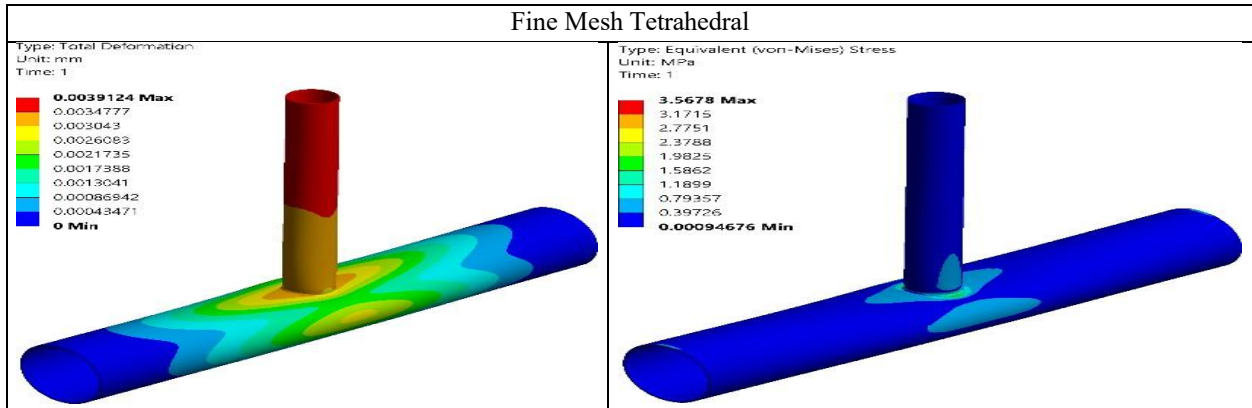 Fine Mesh Tetrahedral
Type: Total Deformation
Unit: mm
Time: 1
0.0039124 Max
0.0034777
0.003043
0.0026083
0.0021735
0.0017388
0.0013041
0.00086942
0.00043471
0 Min
Type: Equivalent (von-Mises) Stress
Unit: MPa
Time: 1
3.5678 Max
3.1715
2.7751
2.3788
1.9825
1.5862
1.1899
0.79357
0.39726
0.00094676 Min